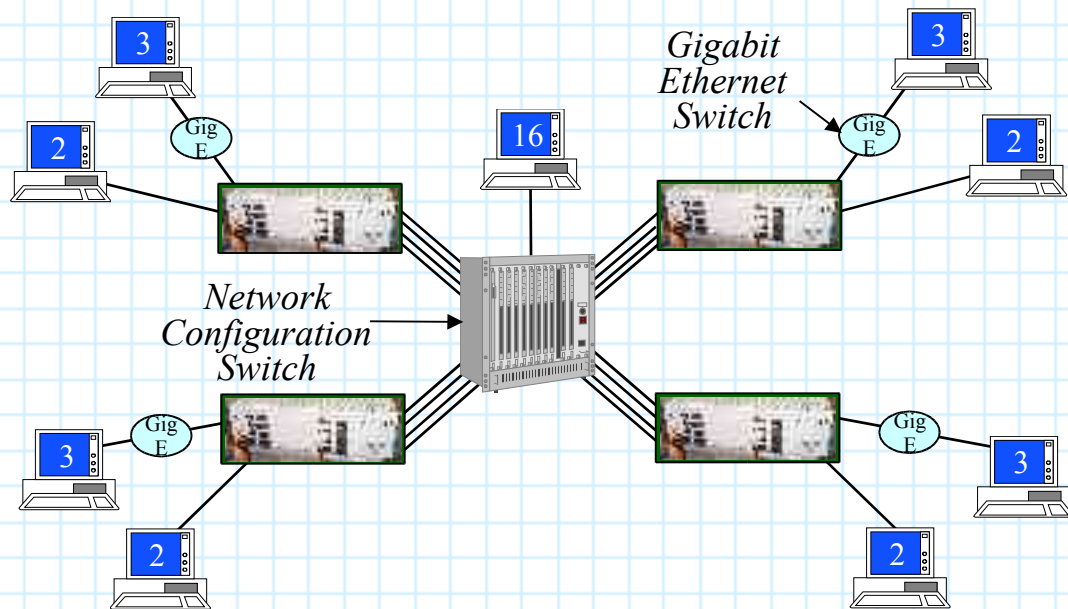 3
Gigabit
Ethernet
Switch
3
Gig
E
Gig
E
2
16
2
Network
Configuration
Switch
Gig
E
Gig
E
3
3
2
2